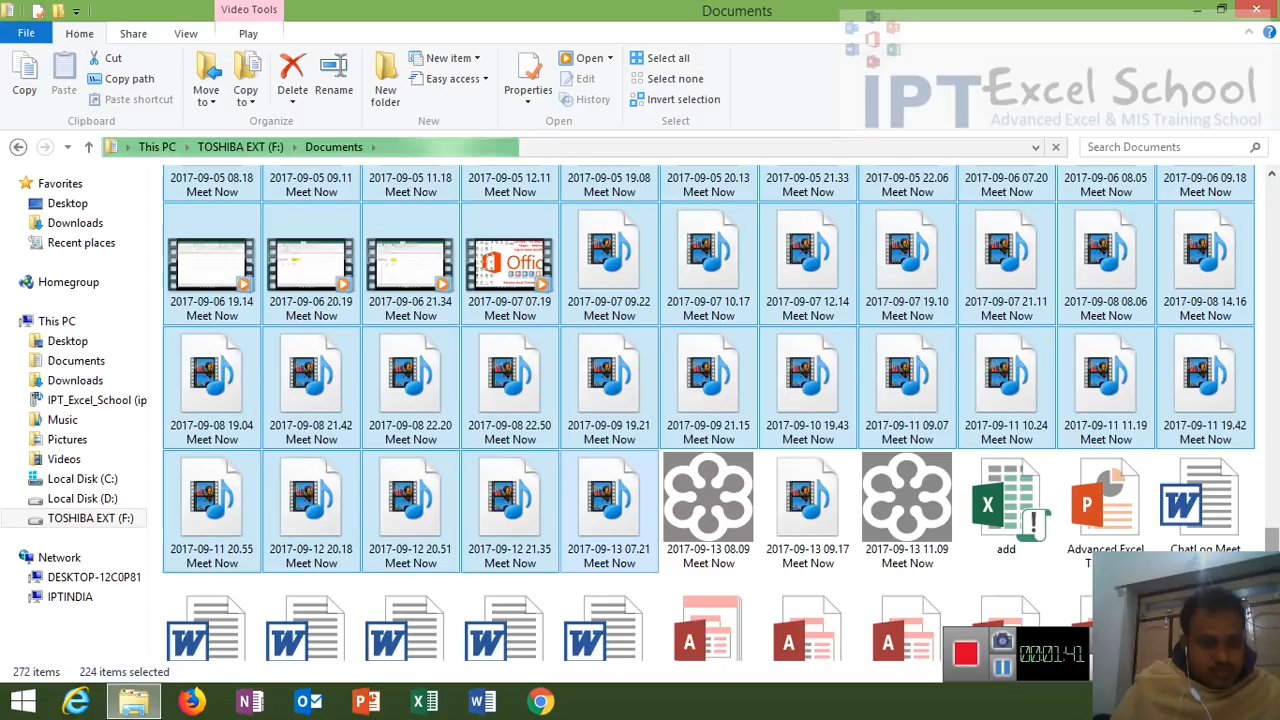 Video Tools
Documents
File
Home
Share
View
Play
Copy
Paste
Cut
Copy path
Paste shortcut
Clipboard
Move to
Copy to
Delete
Rename
Organize
New folder
New item
Easy access
New
Properties
Open
Edit
History
Open
Select all
Select none
Invert selection
Select
IPT Excel School
Advanced Excel & MIS Training School
This PC
TOSHIBA EXT (F:)
Documents
Search Documents
Favorites
Desktop
Downloads
Recent places
Homegroup
This PC
Desktop
Documents
Downloads
IPT_Excel_School (ip
Music
Pictures
Videos
Local Disk (C:)
Local Disk (D:)
TOSHIBA EXT (F:)
Network
DESKTOP-12C0P81
IPTINDIA
2017-09-05 08.18 2017-09-05 09.11 2017-09-05 11.18 2017-09-05 12.11 2017-09-05 19.08 2017-09-05 20.13 2017-09-05 21.33 2017-09-05 22.06 2017-09-06 07.20 2017-09-06 08.05 2017-09-06 09.18
Meet Now Meet Now Meet Now Meet Now Meet Now Meet Now Meet Now Meet Now Meet Now Meet Now Meet Now
Offic
2017-09-06 19.14 2017-09-06 20.19 2017-09-06 21.34 2017-09-07 07.19 2017-09-07 09.22 2017-09-07 10.17 2017-09-07 12.14 2017-09-07 19.10 2017-09-07 21.11 2017-09-08 08.06 2017-09-08 14.16
Meet Now Meet Now Meet Now Meet Now Meet Now Meet Now Meet Now Meet Now Meet Now Meet Now Meet Now
2017-09-08 19.04 2017-09-08 21.42 2017-09-08 22.20 2017-09-08 22.50 2017-09-09 19.21 2017-09-09 21.15 2017-09-10 19.43 2017-09-11 09.07 2017-09-11 10.24 2017-09-11 11.19 2017-09-11 19.42
Meet Now Meet Now Meet Now Meet Now Meet Now Meet Now Meet Now Meet Now Meet Now Meet Now Meet Now
2017-09-11 20.55 2017-09-12 20.18 2017-09-12 20.51 2017-09-12 21.35 2017-09-13 07.21 2017-09-13 08.09 2017-09-13 09.17 2017-09-13 11.09 add Advanced Excel ChatLog Meet
Meet Now Meet Now Meet Now Meet Now Meet Now Meet Now Meet Now Meet Now
00:01:41
272 items 224 items selected